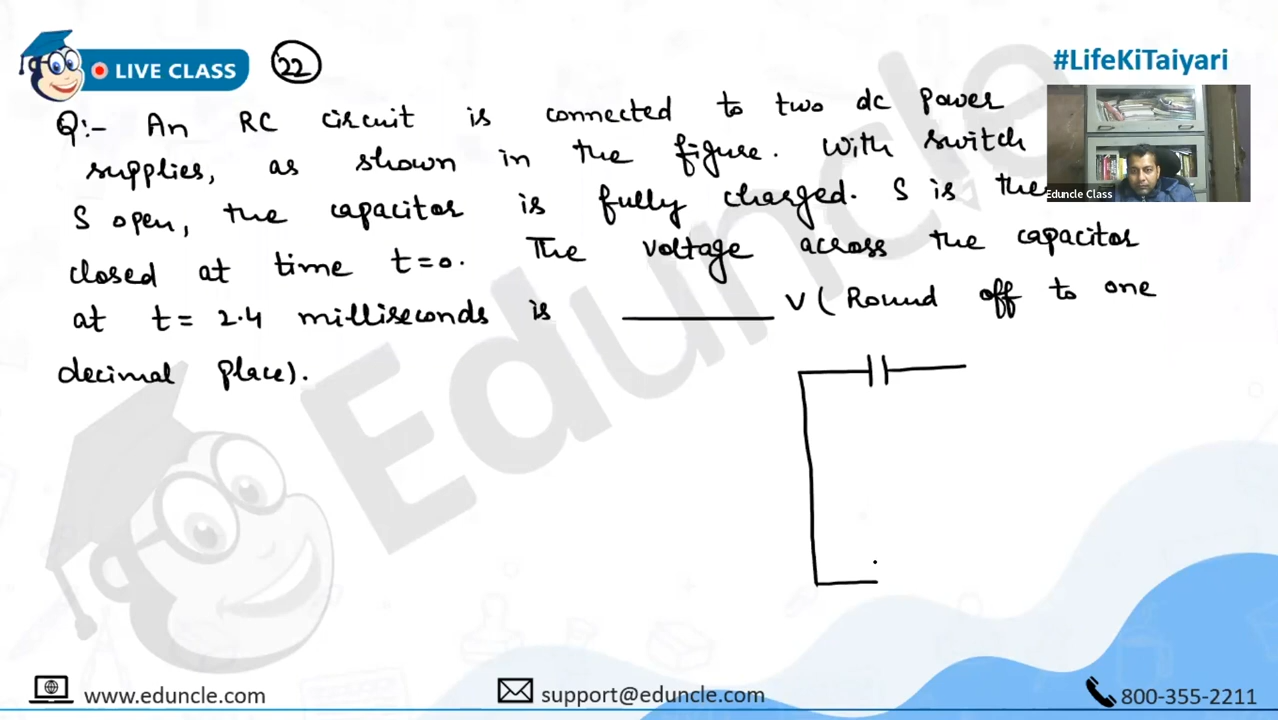 LIVE CLASS
22
#LifeKiTaiyari
Q:- An RC circuit is connected to two dc power
supplies, as shown in the figure. With switch
S open, the capacitor is fully charged. S is the
closed at time t=0. The voltage across the capacitor
at t= 2.4 milliseconds is ________ V (Round off to one
decimal place).
Eduncle Class
Eduncle
www.eduncle.com
support@eduncle.com
800-355-2211